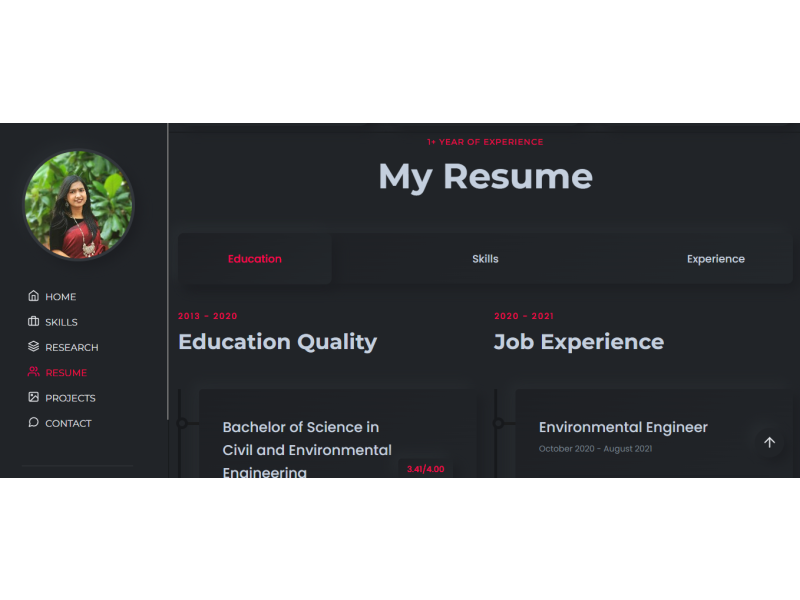 HOME
SKILLS
RESEARCH
RESUME
PROJECTS
CONTACT
1+ YEAR OF EXPERIENCE
My Resume
Education
Skills
Experience
2013 - 2020
Education Quality
Bachelor of Science in
Civil and Environmental
Engineering
3.41/4.00
2020 - 2021
Job Experience
Environmental Engineer
October 2020 - August 2021